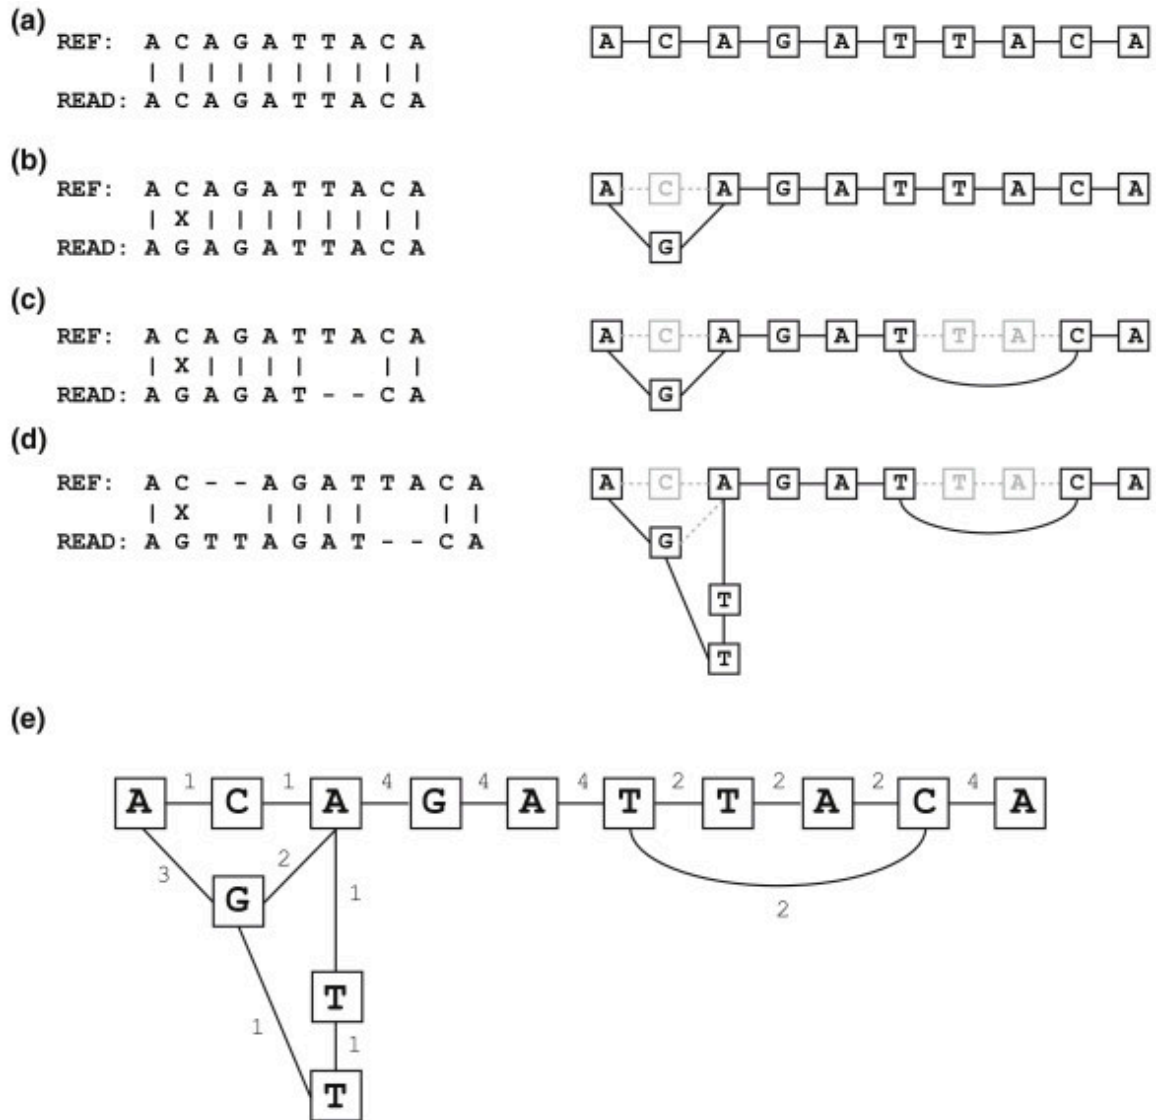 (a)
REF: A C A G A T T A C A
| | | | | | | | | |
READ: A C A G A T T A C A
A C A G A T T A C A
(b)
REF: A C A G A T T A C A
| X | | | | | | | |
READ: A G A G A T T A C A
A C A G A T T A C A
G
(c)
REF: A C A G A T T A C A
| X | | | | | |
READ: A G A G A T - - C A
A C A G A T T A C A
G
(d)
REF: A C - - A G A T T A C A
| X | | | | | |
READ: A G T T A G A T - - C A
A C A G A T T A C A
G
T
T
(e)
1 1 4 4 4 2 2 2 4
A C A G A T T A C A
3 2 1
G
2
T
1 1
T